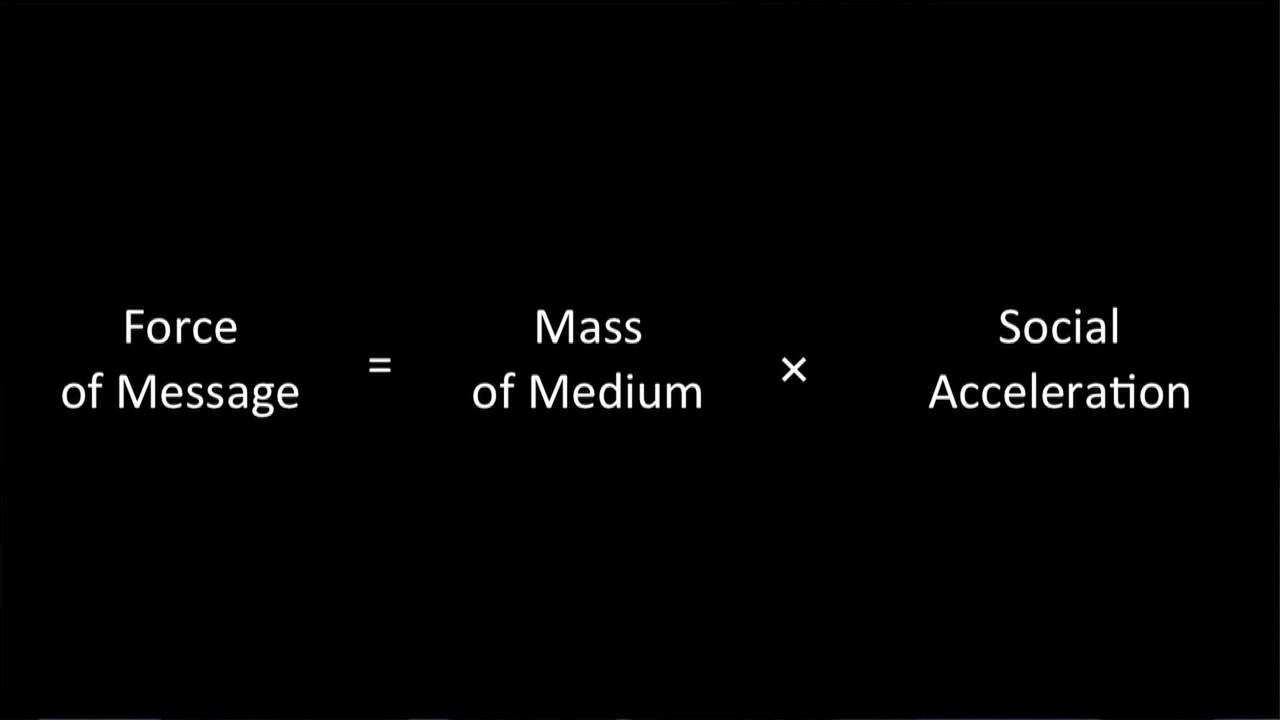 Force
of Message
=
Mass
of Medium
×
Social
Acceleration